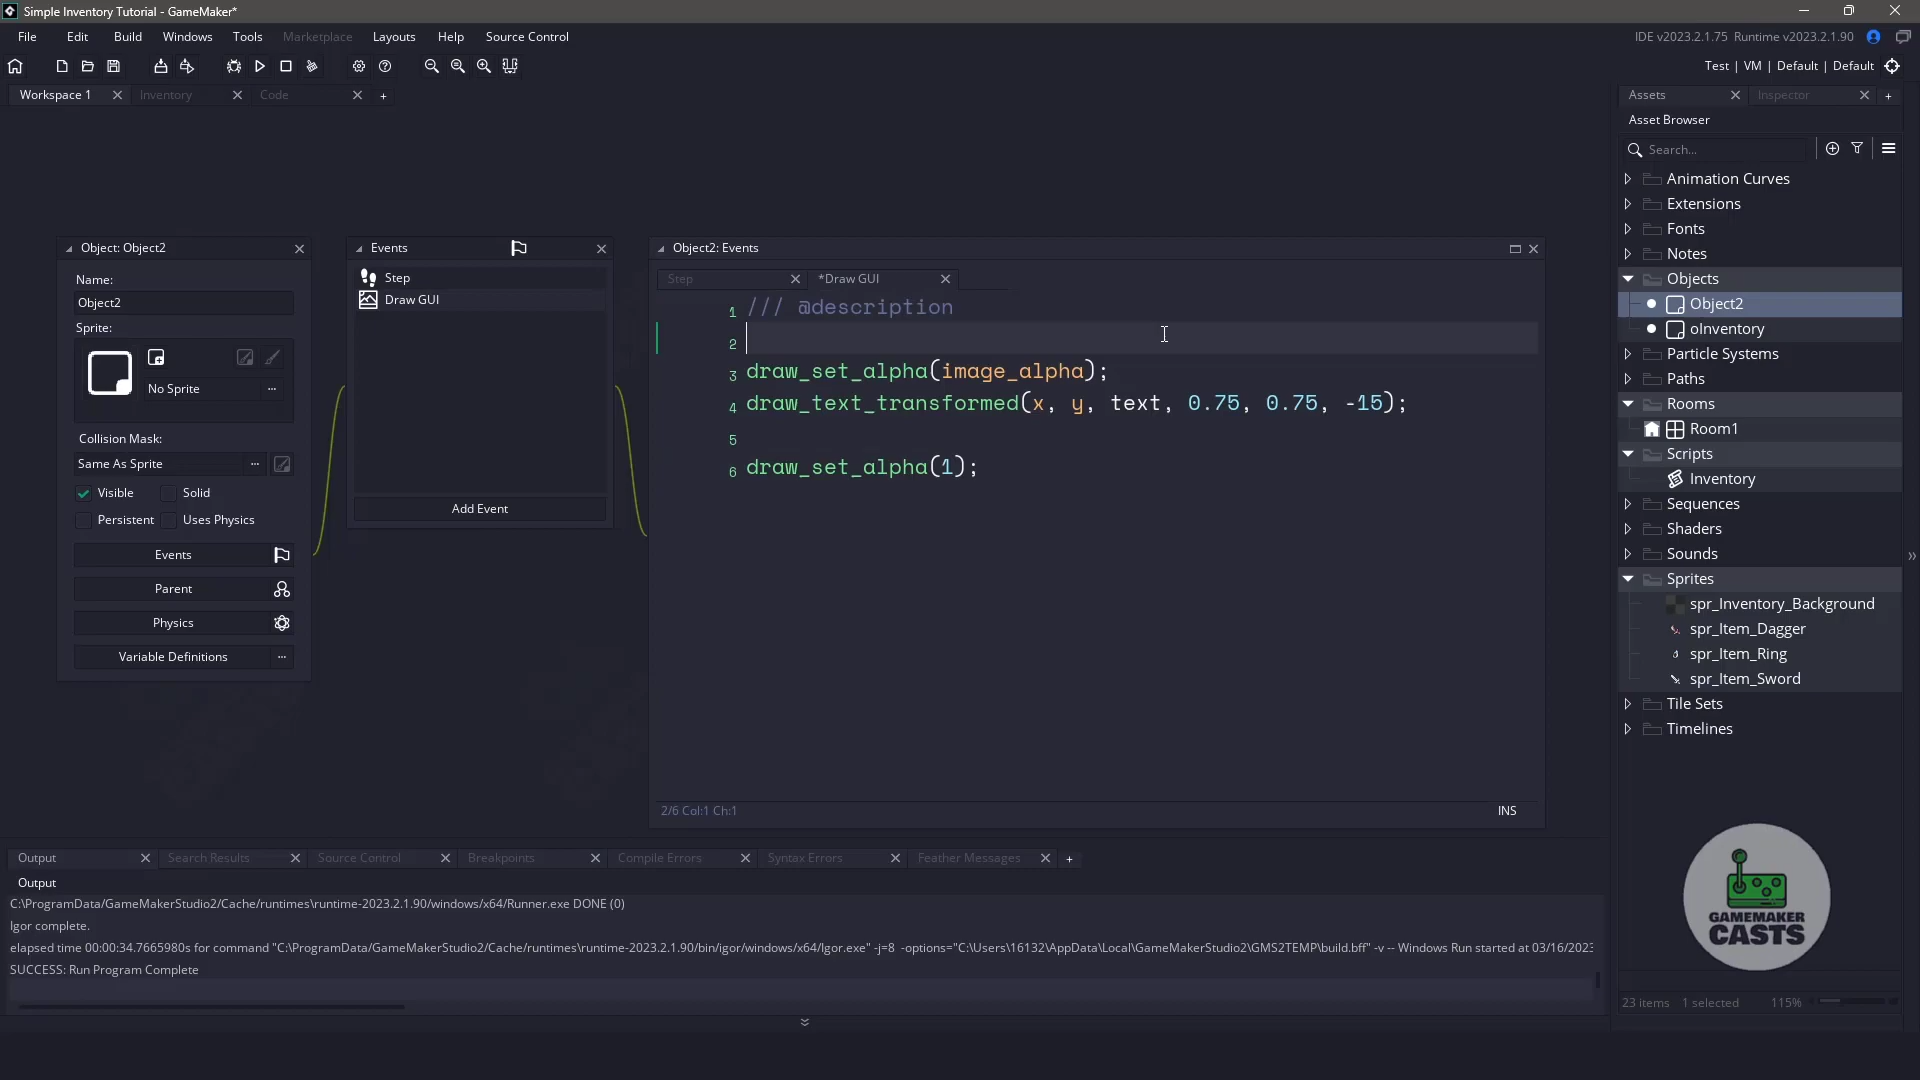 Simple Inventory Tutorial - GameMaker*
File Edit Build Windows Tools Marketplace Layouts Help Source Control
IDE v2023.2.1.75 Runtime v2023.2.1.90
Test | VM | Default | Default
Workspace 1 Inventory Code +
Assets Inspector +
Asset Browser
Search...
Animation Curves
Extensions
Fonts
Notes
Objects
Object2
oInventory
Particle Systems
Paths
Rooms
Room1
Scripts
Inventory
Sequences
Shaders
Sounds
Sprites
spr_Inventory_Background
spr_Item_Dagger
spr_Item_Ring
spr_Item_Sword
Tile Sets
Timelines
Object: Object2
Name:
Object2
Sprite:
No Sprite ...
Collision Mask:
Same As Sprite ...
Visible Solid
Persistent Uses Physics
Events
Parent
Physics
Variable Definitions ...
Events
Step
Draw GUI
Add Event
Object2: Events
Step *Draw GUI
1 /// @description
2
3 draw_set_alpha(image_alpha);
4 draw_text_transformed(x, y, text, 0.75, 0.75, -15);
5
6 draw_set_alpha(1);
2/6 Col:1 Ch:1 INS
Output Search Results Source Control Breakpoints Compile Errors Syntax Errors Feather Messages +
Output
C:\ProgramData/GameMakerStudio2/Cache/runtimes\runtime-2023.2.1.90/windows/x64/Runner.exe DONE (0)
Igor complete.
elapsed time 00:00:34.7665980s for command "C:\ProgramData/GameMakerStudio2/Cache/runtimes\runtime-2023.2.1.90/bin/igor/windows/x64/Igor.exe" -j=8 -options="C:\Users\16132\AppData\Local\GameMakerStudio2\GMS2TEMP\build.bff" -v -- Windows Run started at 03/16/2023
SUCCESS: Run Program Complete
GAMEMAKER
CASTS
23 items 1 selected 115%